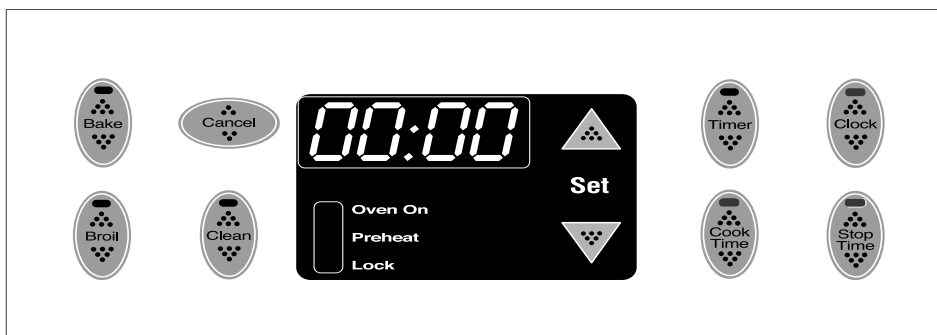 Bake
Cancel
00:00
Timer
Clock
Set
Broil
Clean
Oven On
Preheat
Lock
Cook
Time
Stop
Time